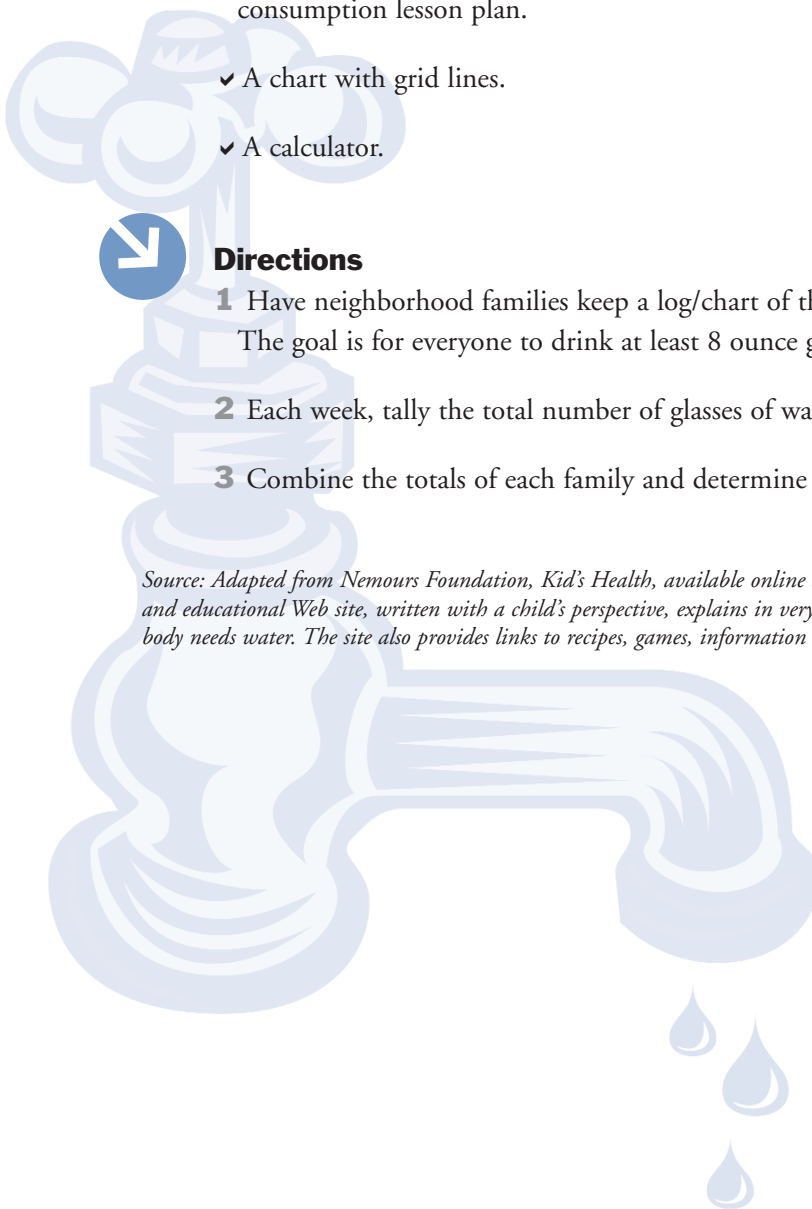 consumption lesson plan.
✔ A chart with grid lines.
✔ A calculator.
Directions
1 Have neighborhood families keep a log/chart of
The goal is for everyone to drink at least 8 ounce
2 Each week, tally the total number of glasses of
3 Combine the totals of each family and determine
Source: Adapted from Nemours Foundation, Kid's Health, available online
and educational Web site, written with a child's perspective, explains in very
body needs water. The site also provides links to recipes, games, information